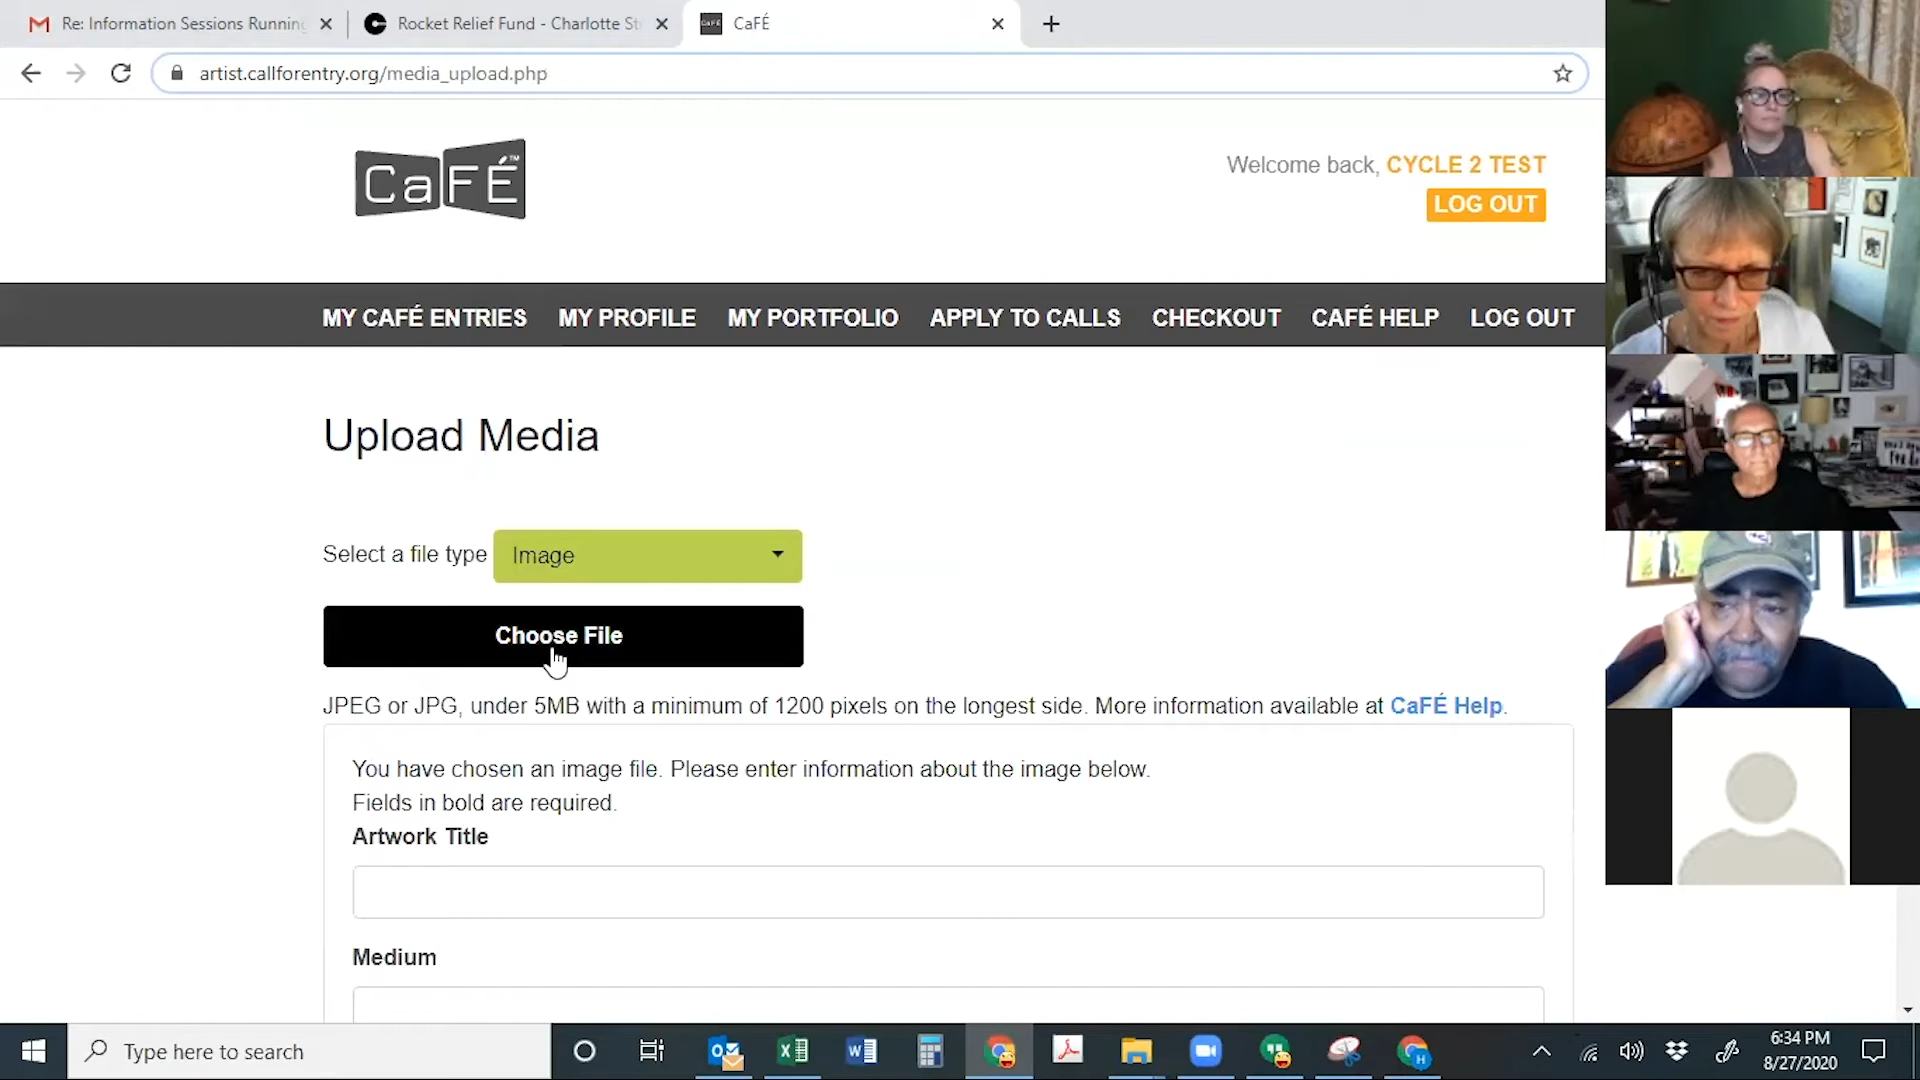 Re: Information Sessions Running
Rocket Relief Fund - Charlotte St
CaFÉ
artist.callforentry.org/media_upload.php
CaFÉ™
Welcome back, CYCLE 2 TEST
LOG OUT
MY CAFÉ ENTRIES MY PROFILE MY PORTFOLIO APPLY TO CALLS CHECKOUT CAFÉ HELP LOG OUT
Upload Media
Select a file type Image
Choose File
JPEG or JPG, under 5MB with a minimum of 1200 pixels on the longest side. More information available at CaFÉ Help.
You have chosen an image file. Please enter information about the image below.
Fields in bold are required.
Artwork Title
Medium
Type here to search
6:34 PM
8/27/2020